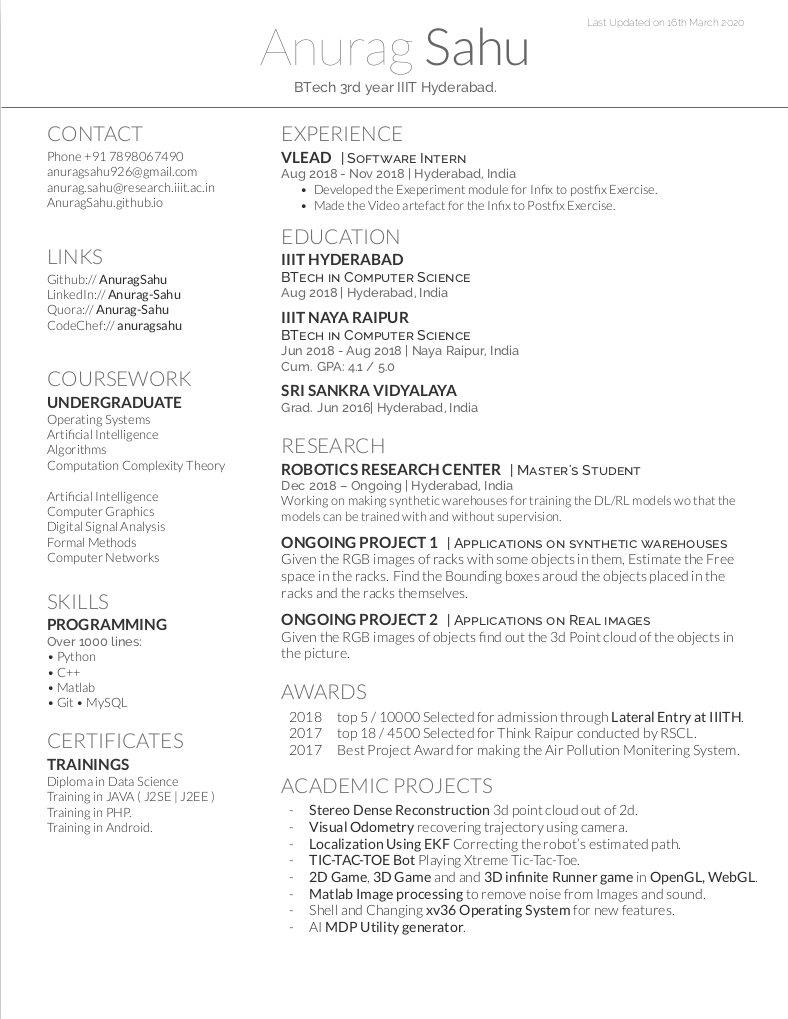 Last Updated on 16th March 2020
Anurag Sahu
BTech 3rd year IIIT Hyderabad.
CONTACT
Phone +91 7898067490
anuragsahu926@gmail.com
anurag.sahu@research.iiit.ac.in
AnuragSahu.github.io
LINKS
Github:// AnuragSahu
LinkedIn:// Anurag-Sahu
Quora:// Anurag-Sahu
CodeChef:// anuragsahu
COURSEWORK
UNDERGRADUATE
Operating Systems
Artificial Intelligence
Algorithms
Computation Complexity Theory
Artificial Intelligence
Computer Graphics
Digital Signal Analysis
Formal Methods
Computer Networks
SKILLS
PROGRAMMING
Over 1000 lines:
• Python
• C++
• Matlab
• Git • MySQL
CERTIFICATES
TRAININGS
Diploma in Data Science
Training in JAVA ( J2SE | J2EE )
Training in PHP.
Training in Android.
EXPERIENCE
VLEAD | Software Intern
Aug 2018 - Nov 2018 | Hyderabad, India
• Developed the Exeperiment module for Infix to postfix Exercise.
• Made the Video artefact for the Infix to Postfix Exercise.
EDUCATION
IIIT HYDERABAD
BTech in Computer Science
Aug 2018 | Hyderabad, India
IIIT NAYA RAIPUR
BTech in Computer Science
Jun 2018 - Aug 2018 | Naya Raipur, India
Cum. GPA: 4.1 / 5.0
SRI SANKRA VIDYALAYA
Grad. Jun 2016| Hyderabad, India
RESEARCH
ROBOTICS RESEARCH CENTER | Master's Student
Dec 2018 – Ongoing | Hyderabad, India
Working on making synthetic warehouses for training the DL/RL models wo that the
models can be trained with and without supervision.
ONGOING PROJECT 1 | Applications on synthetic warehouses
Given the RGB images of racks with some objects in them, Estimate the Free
space in the racks. Find the Bounding boxes aroud the objects placed in the
racks and the racks themselves.
ONGOING PROJECT 2 | Applications on Real images
Given the RGB images of objects find out the 3d Point cloud of the objects in
the picture.
AWARDS
2018 top 5 / 10000 Selected for admission through Lateral Entry at IIITH.
2017 top 18 / 4500 Selected for Think Raipur conducted by RSCL.
2017 Best Project Award for making the Air Pollution Monitering System.
ACADEMIC PROJECTS
- Stereo Dense Reconstruction 3d point cloud out of 2d.
- Visual Odometry recovering trajectory using camera.
- Localization Using EKF Correcting the robot's estimated path.
- TIC-TAC-TOE Bot Playing Xtreme Tic-Tac-Toe.
- 2D Game, 3D Game and and 3D infinite Runner game in OpenGL, WebGL.
- Matlab Image processing to remove noise from Images and sound.
- Shell and Changing xv36 Operating System for new features.
- AI MDP Utility generator.